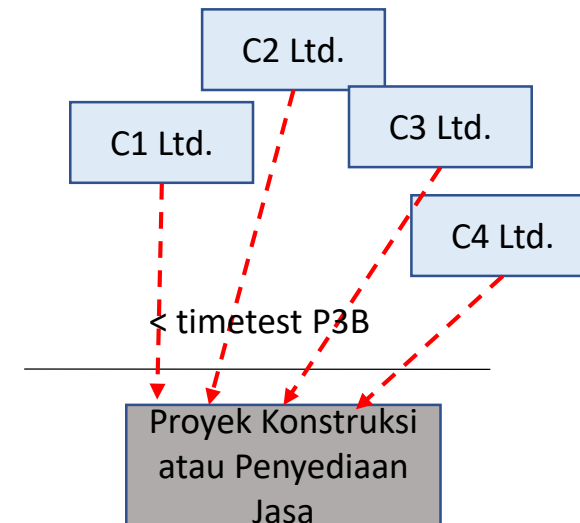 C2 Ltd.
C1 Ltd.
C3 Ltd.
C4 Ltd.
< timetest P3B
Proyek Konstruksi
atau Penyediaan
Jasa